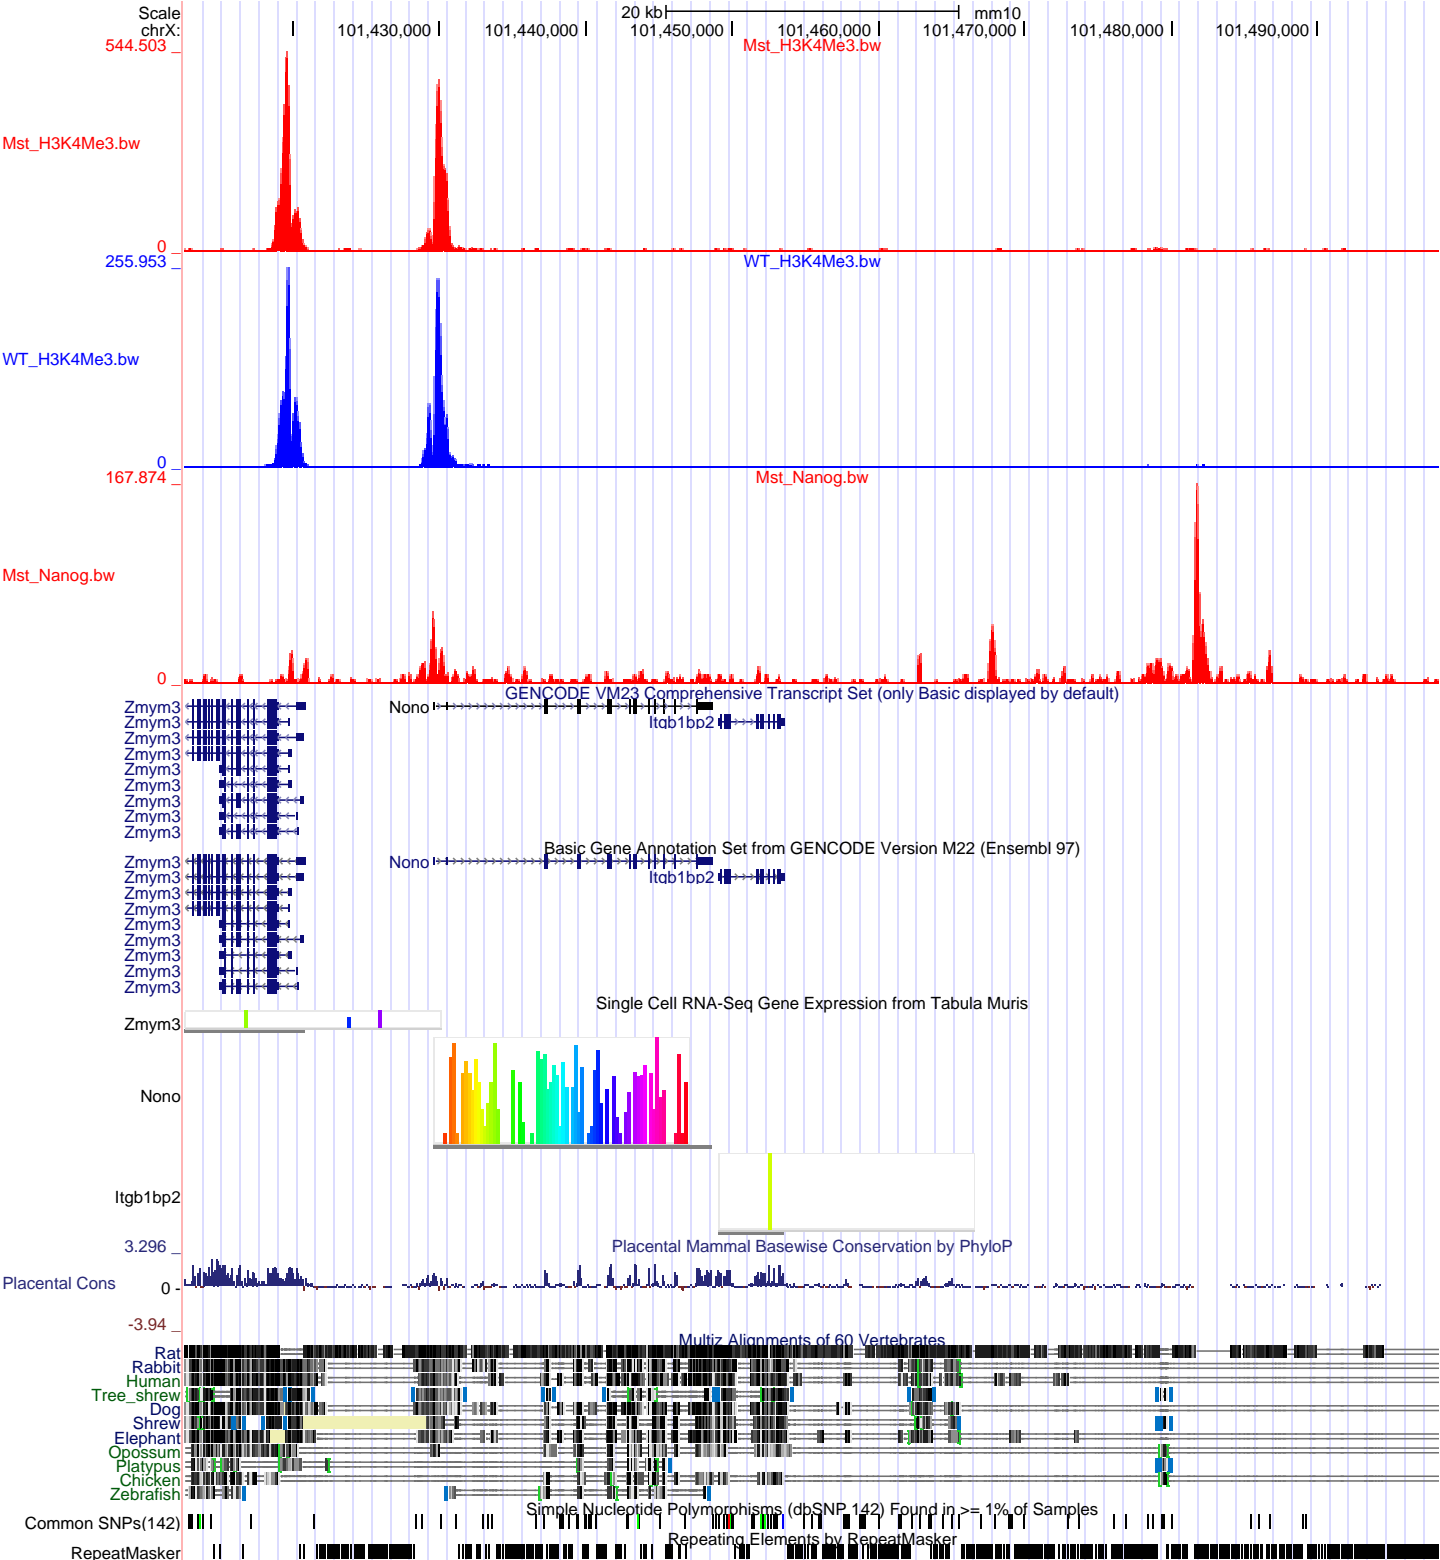 Scale 20 kb mm10
chrX: 101,430,000 101,440,000 101,450,000 101,460,000 101,470,000 101,480,000 101,490,000
544.503 _ Mst_H3K4Me3.bw
Mst_H3K4Me3.bw
0 _
255.953 _ WT_H3K4Me3.bw
WT_H3K4Me3.bw
0 _
167.874 _ Mst_Nanog.bw
Mst_Nanog.bw
0 _
GENCODE VM23 Comprehensive Transcript Set (only Basic displayed by default)
Zmym3 Nono
Zmym3 Itgb1bp2
Zmym3
Zmym3
Zmym3
Zmym3
Zmym3
Zmym3
Zmym3
Basic Gene Annotation Set from GENCODE Version M22 (Ensembl 97)
Zmym3 Nono
Zmym3 Itgb1bp2
Zmym3
Zmym3
Zmym3
Zmym3
Zmym3
Zmym3
Zmym3
Single Cell RNA-Seq Gene Expression from Tabula Muris
Zmym3
Nono
Itgb1bp2
3.296 _ Placental Mammal Basewise Conservation by PhyloP
Placental Cons
0 -
-3.94 _
Multiz Alignments of 60 Vertebrates
Rat
Rabbit
Human
Tree_shrew
Dog
Shrew
Elephant
Opossum
Platypus
Chicken
Zebrafish
Simple Nucleotide Polymorphisms (dbSNP 142) Found in >= 1% of Samples
Common SNPs(142)
Repeating Elements by RepeatMasker
RepeatMasker